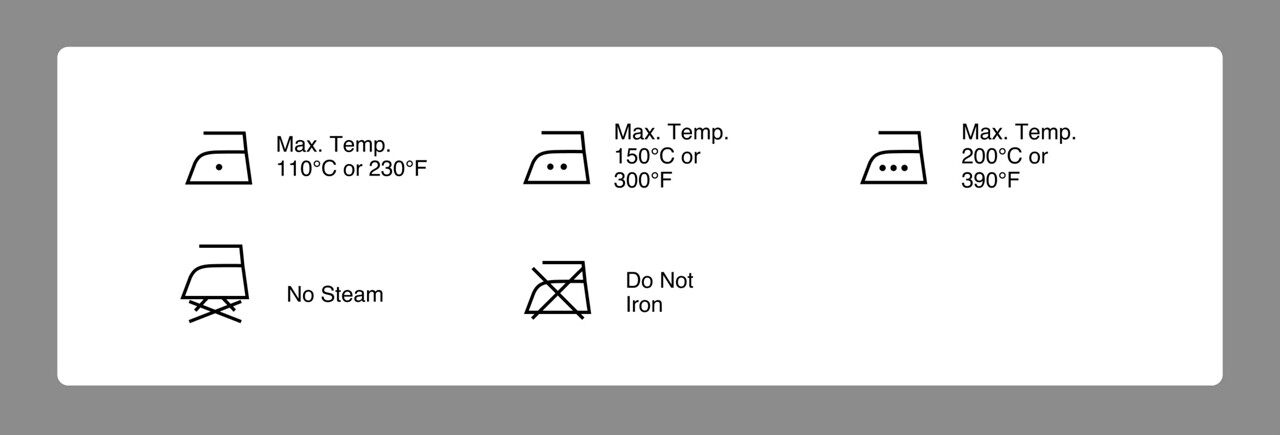 Max. Temp.
110°C or 230°F
Max. Temp.
150°C or
300°F
Max. Temp.
200°C or
390°F
No Steam
Do Not
Iron